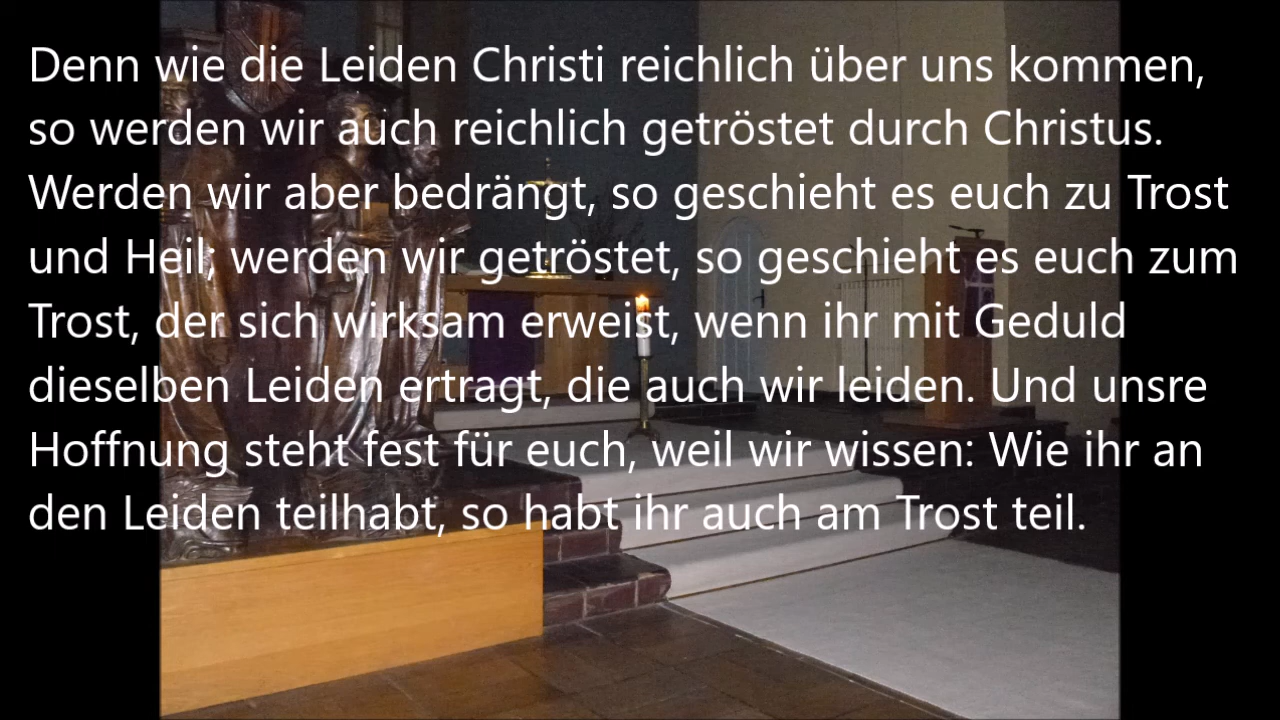 Denn wie die Leiden Christi reichlich über uns kommen,
so werden wir auch reichlich getröstet durch Christus.
Werden wir aber bedrängt, so geschieht es euch zu Trost
und Heil; werden wir getröstet, so geschieht es euch zum
Trost, der sich wirksam erweist, wenn ihr mit Geduld
dieselben Leiden ertragt, die auch wir leiden. Und unsre
Hoffnung steht fest für euch, weil wir wissen: Wie ihr an
den Leiden teilhabt, so habt ihr auch am Trost teil.